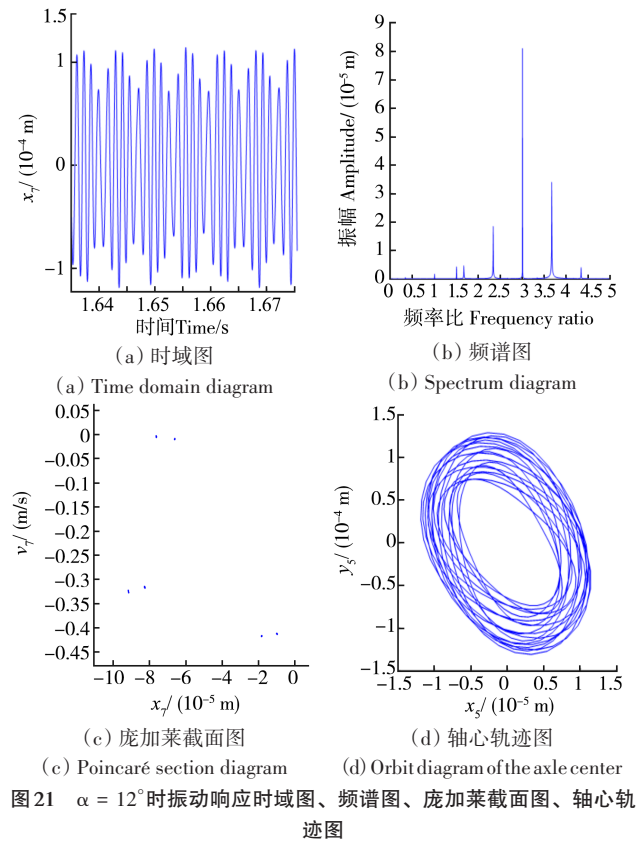 1.5
1
0
−1
x₇/ (10⁻⁴ m)
1.64 1.65 1.66 1.67
时间Time/s
(a) 时域图
(a) Time domain diagram
9
8
7
6
5
4
3
2
1
0
振幅 Amplitude/ (10⁻⁵ m)
0 0.5 1 1.5 2 2.5 3 3.5 4 4.5 5
频率比 Frequency ratio
(b) 频谱图
(b) Spectrum diagram
0.05
0
−0.05
−0.1
−0.15
−0.2
−0.25
−0.3
−0.35
−0.4
−0.45
v₇/ (m/s)
−10 −8 −6 −4 −2 0
x₇/ (10⁻⁵ m)
(c) 庞加莱截面图
(c) Poincaré section diagram
1.5
1
0.5
0
−0.5
−1
−1.5
y₅/ (10⁻⁴ m)
−1.5 −1 −0.5 0 0.5 1 1.5
x₅/ (10⁻⁵ m)
(d) 轴心轨迹图
(d) Orbit diagram of the axle center
图21 α = 12°时振动响应时域图、频谱图、庞加莱截面图、轴心轨
迹图